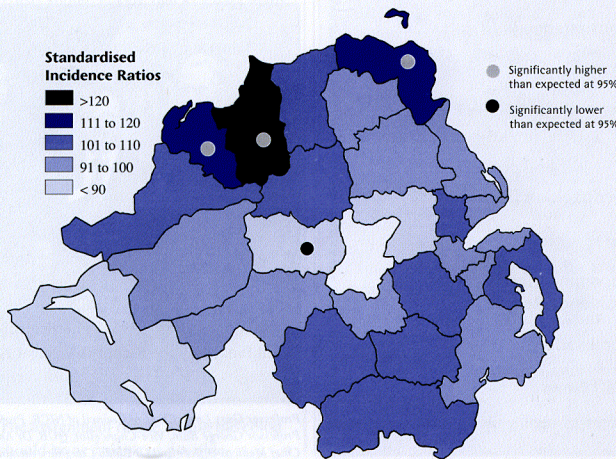 Standardised
Incidence Ratios
>120
111 to 120
101 to 110
91 to 100
< 90
Significantly higher
than expected at 95%
Significantly lower
than expected at 95%